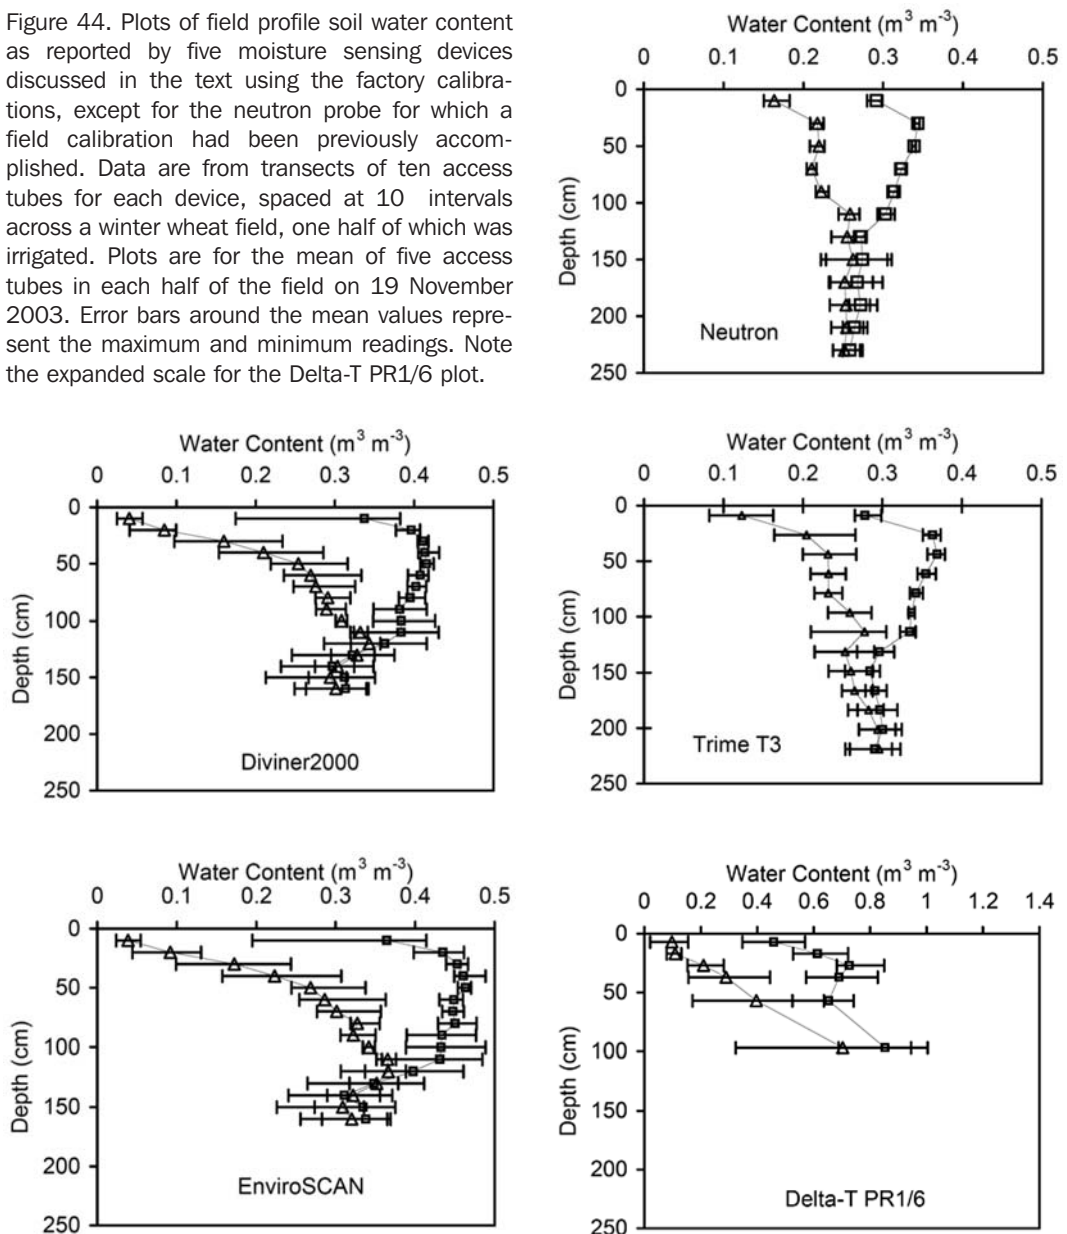 Figure 44. Plots of field profile soil water content
as reported by five moisture sensing devices
discussed in the text using the factory calibra-
tions, except for the neutron probe for which a
field calibration had been previously accom-
plished. Data are from transects of ten access
tubes for each device, spaced at 10 intervals
across a winter wheat field, one half of which was
irrigated. Plots are for the mean of five access
tubes in each half of the field on 19 November
2003. Error bars around the mean values repre-
sent the maximum and minimum readings. Note
the expanded scale for the Delta-T PR1/6 plot.
Water Content (m³ m⁻³)
0 0.1 0.2 0.3 0.4 0.5
0
50
100
150
200
250
Depth (cm)
Neutron
Water Content (m³ m⁻³)
0 0.1 0.2 0.3 0.4 0.5
0
50
100
150
200
250
Depth (cm)
Diviner2000
Water Content (m³ m⁻³)
0 0.1 0.2 0.3 0.4 0.5
0
50
100
150
200
250
Depth (cm)
Trime T3
Water Content (m³ m⁻³)
0 0.1 0.2 0.3 0.4 0.5
0
50
100
150
200
250
Depth (cm)
EnviroSCAN
Water Content (m³ m⁻³)
0 0.2 0.4 0.6 0.8 1 1.2 1.4
0
50
100
150
200
250
Depth (cm)
Delta-T PR1/6